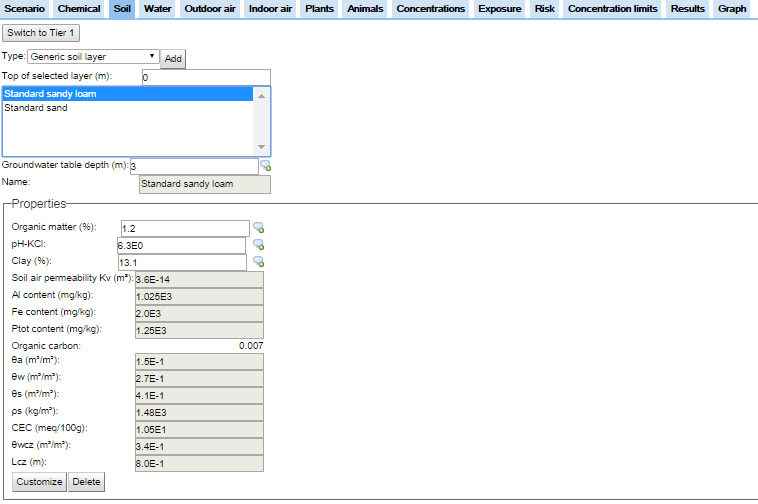 Scenario Chemical Soil Water Outdoor air Indoor air Plants Animals Concentrations Exposure Risk Concentration limits Results Graph
Switch to Tier 1
Type: Generic soil layer Add
Top of selected layer (m): 0
Standard sandy loam
Standard sand
Groundwater table depth (m): 3
Name: Standard sandy loam
Properties
Organic matter (%): 1.2
pH-KCl: 6.3E0
Clay (%): 13.1
Soil air permeability Kv (m²): 3.6E-14
Al content (mg/kg): 1.025E3
Fe content (mg/kg): 2.0E3
Ptot content (mg/kg): 1.25E3
Organic carbon: 0.007
θa (m³/m³): 1.5E-1
θw (m³/m³): 2.7E-1
θs (m³/m³): 4.1E-1
ρs (kg/m³): 1.48E3
CEC (meq/100g): 1.05E1
θwcz (m³/m³): 3.4E-1
Lcz (m): 8.0E-1
Customize Delete